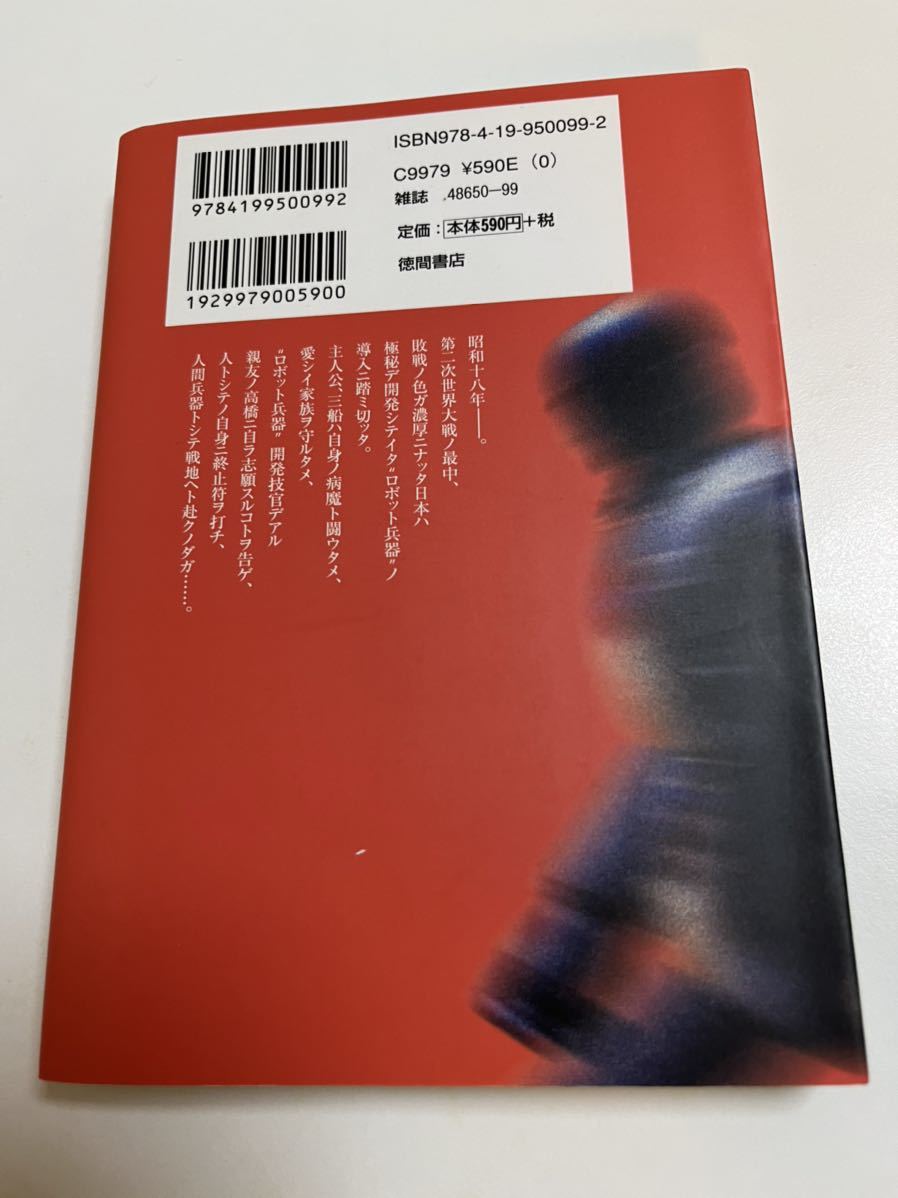 ISBN978-4-19-950099-2
C9979 ¥590E (0)
雑誌 48650-99
定価：本体590円+税
徳間書店
9784199500992
1929979005900
昭和十八年——。
第二次世界大戦ノ最中、
敗戦ノ色ガ濃厚ニナッタ日本ハ
極秘デ開発シテイタ“ロボット兵器”ノ
導入ニ踏ミ切ッタ。
主人公、三船ハ自身ノ病魔ト闘ウタメ、
愛シイ家族ヲ守ルタメ、
“ロボット兵器” 開発技官デアル
親友ノ高橋ニ自ラ志願スルコトヲ告ゲ、
人トシテノ自身ニ終止符ヲ打チ、
人間兵器トシテ戦地ヘト赴クノダガ……。